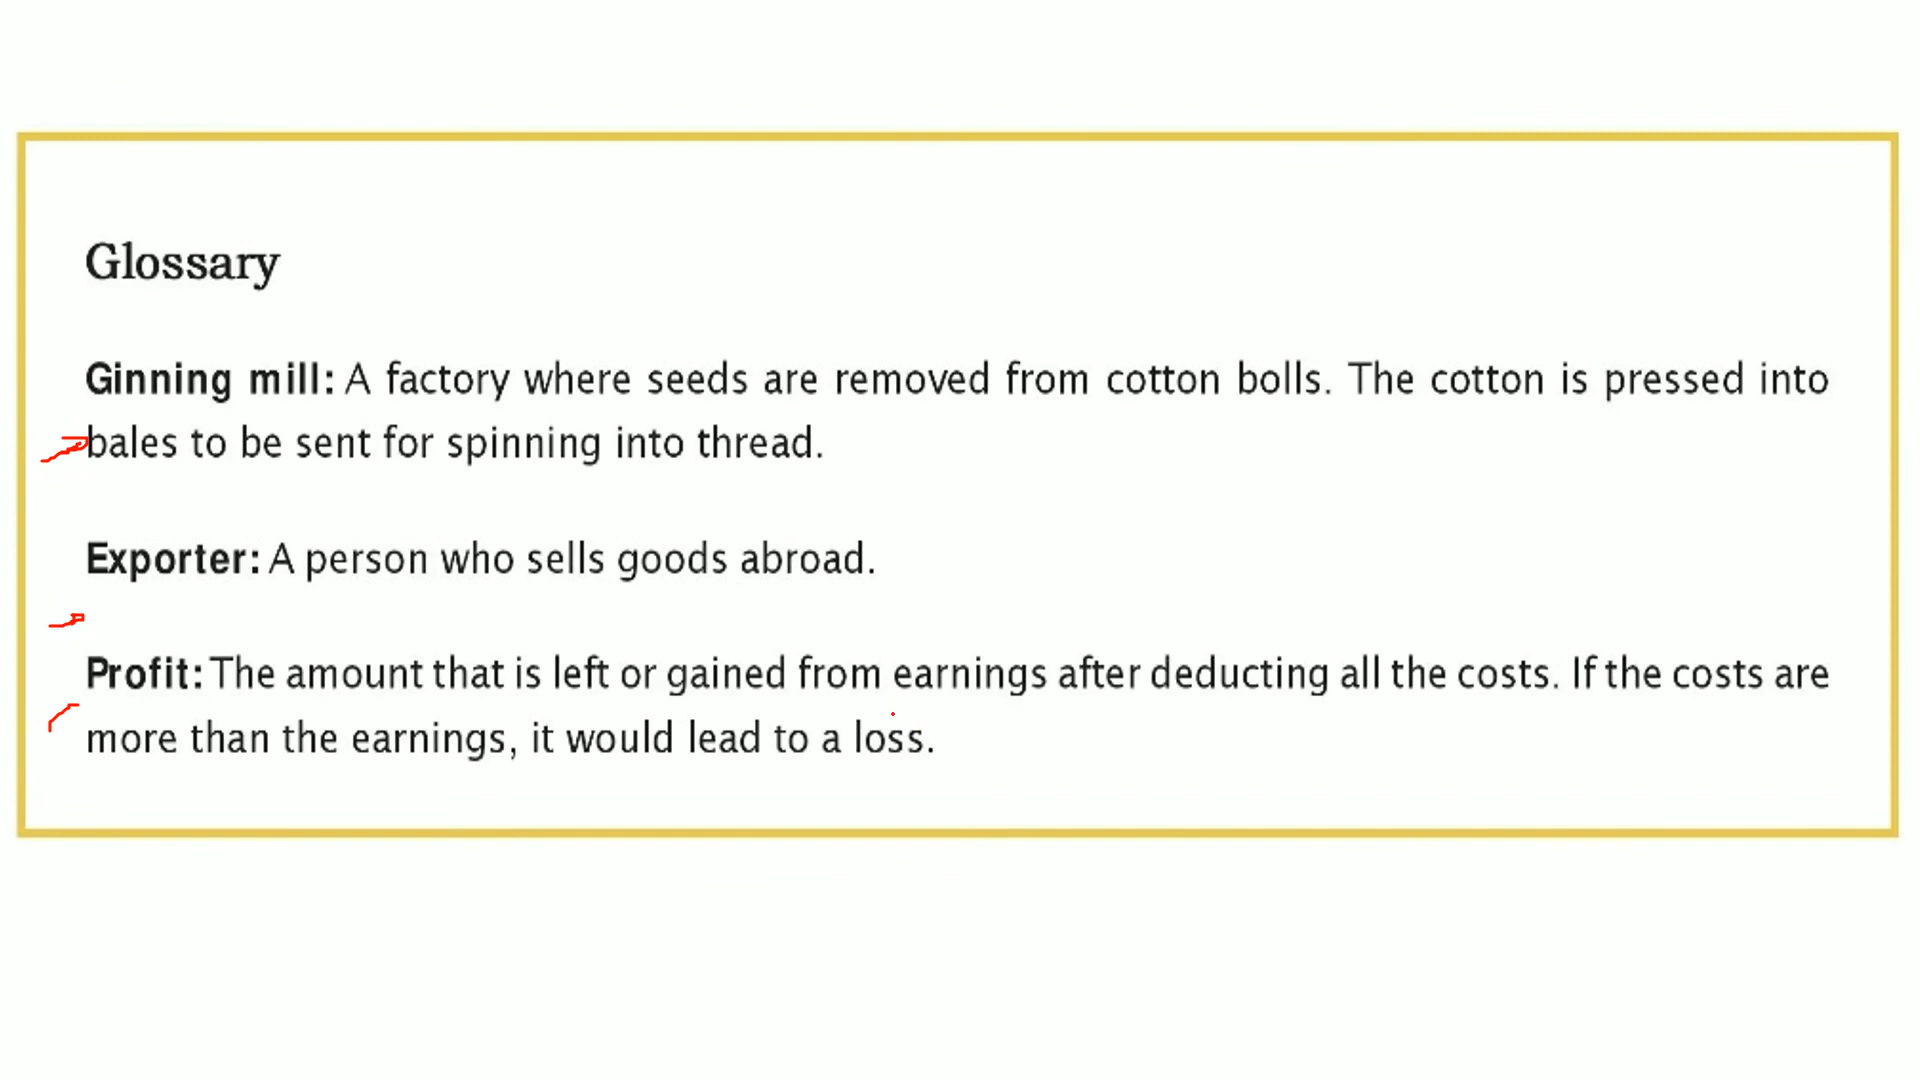 Glossary
Ginning mill: A factory where seeds are removed from cotton bolls. The cotton is pressed into
bales to be sent for spinning into thread.
Exporter: A person who sells goods abroad.
Profit: The amount that is left or gained from earnings after deducting all the costs. If the costs are
more than the earnings, it would lead to a loss.